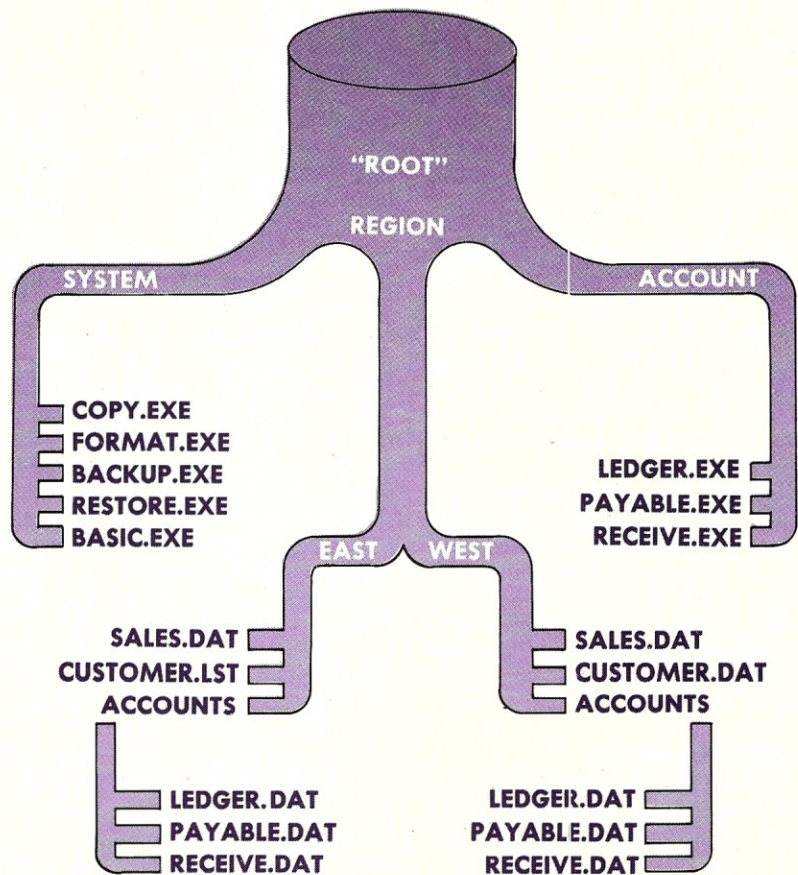 “ROOT”
REGION
SYSTEM
ACCOUNT
COPY.EXE
FORMAT.EXE
BACKUP.EXE
RESTORE.EXE
BASIC.EXE
LEDGER.EXE
PAYABLE.EXE
RECEIVE.EXE
EAST
WEST
SALES.DAT
CUSTOMER.LST
ACCOUNTS
LEDGER.DAT
PAYABLE.DAT
RECEIVE.DAT
SALES.DAT
CUSTOMER.DAT
ACCOUNTS
LEDGER.DAT
PAYABLE.DAT
RECEIVE.DAT